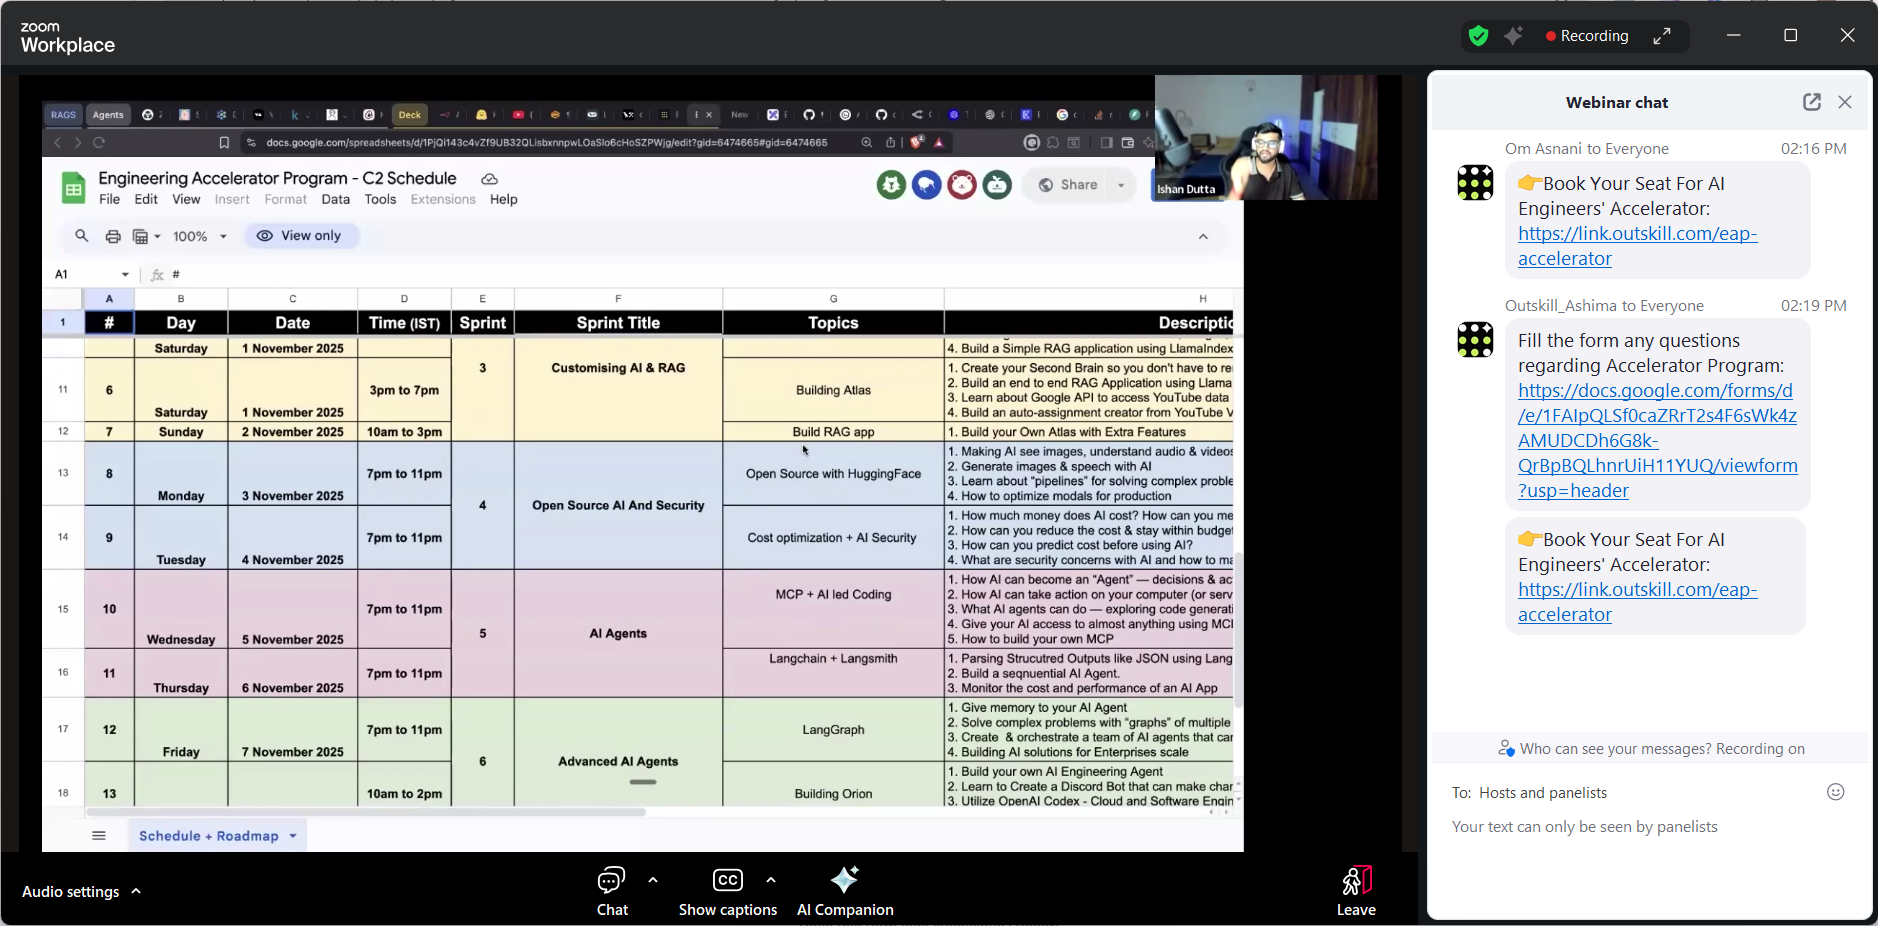 zoom
Workplace
Recording
RAGS
Agents
Deck
New
docs.google.com/spreadsheets/d/1PjQl143c4vZf9UB32QLisbxnnpwLOaSlo6cHoSZPWjg/edit?gid=6474665#gid=6474665
Engineering Accelerator Program - C2 Schedule
File Edit View Insert Format Data Tools Extensions Help
Share
Ishan Dutta
100%
View only
A1
fx #
A B C D E F G H
1 # Day Date Time (IST) Sprint Sprint Title Topics Descriptio
Saturday 1 November 2025
4. Build a Simple RAG application using LlamaIndex
3 Customising AI & RAG
11 6 Saturday 1 November 2025 3pm to 7pm Building Atlas
1. Create your Second Brain so you don't have to re
2. Build an end to end RAG Application using Llama
3. Learn about Google API to access YouTube data
4. Build an auto-assignment creator from YouTube V
12 7 Sunday 2 November 2025 10am to 3pm Build RAG app 1. Build your Own Atlas with Extra Features
13 8 Monday 3 November 2025 7pm to 11pm Open Source with HuggingFace
1. Making AI see images, understand audio & videos
2. Generate images & speech with AI
3. Learn about "pipelines" for solving complex proble
4. How to optimize modals for production
4 Open Source AI And Security
14 9 Tuesday 4 November 2025 7pm to 11pm Cost optimization + AI Security
1. How much money does AI cost? How can you me
2. How can you reduce the cost & stay within budget
3. How can you predict cost before using AI?
4. What are security concerns with AI and how to ma
15 10 Wednesday 5 November 2025 7pm to 11pm MCP + AI led Coding
1. How AI can become an "Agent" — decisions & ac
2. How AI can take action on your computer (or serv
3. What AI agents can do — exploring code generati
4. Give your AI access to almost anything using MCI
5. How to build your own MCP
5 AI Agents
16 11 Thursday 6 November 2025 7pm to 11pm Langchain + Langsmith
1. Parsing Strucutred Outputs like JSON using Lang
2. Build a seqnuential AI Agent.
3. Monitor the cost and performance of an AI App
17 12 Friday 7 November 2025 7pm to 11pm LangGraph
1. Give memory to your AI Agent
2. Solve complex problems with "graphs" of multiple
3. Create & orchestrate a team of AI agents that can
4. Building AI solutions for Enterprises scale
6 Advanced AI Agents
18 13 10am to 2pm Building Orion
1. Build your own AI Engineering Agent
2. Learn to Create a Discord Bot that can make char
3. Utilize OpenAI Codex - Cloud and Software Engin
Schedule + Roadmap
Audio settings
Chat
Show captions
AI Companion
Leave
Webinar chat
Om Asnani to Everyone 02:16 PM
👉Book Your Seat For AI
Engineers' Accelerator:
https://link.outskill.com/eap-
accelerator
Outskill_Ashima to Everyone 02:19 PM
Fill the form any questions
regarding Accelerator Program:
https://docs.google.com/forms/d
/e/1FAIpQLSf0caZRrT2s4F6sWk4z
AMUDCDh6G8k-
QrBpBQLhnrUiH11YUQ/viewform
?usp=header
👉Book Your Seat For AI
Engineers' Accelerator:
https://link.outskill.com/eap-
accelerator
Who can see your messages? Recording on
To: Hosts and panelists
Your text can only be seen by panelists